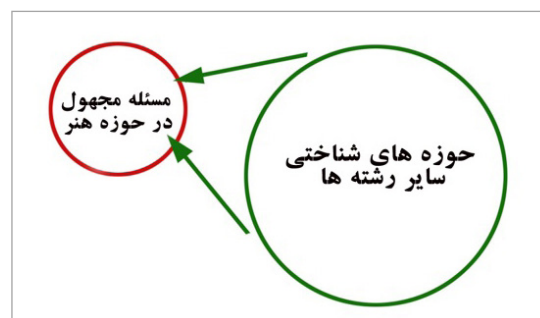 مسئله مجهول
در حوزه هنر
حوزه های شناختی
سایر رشته ها